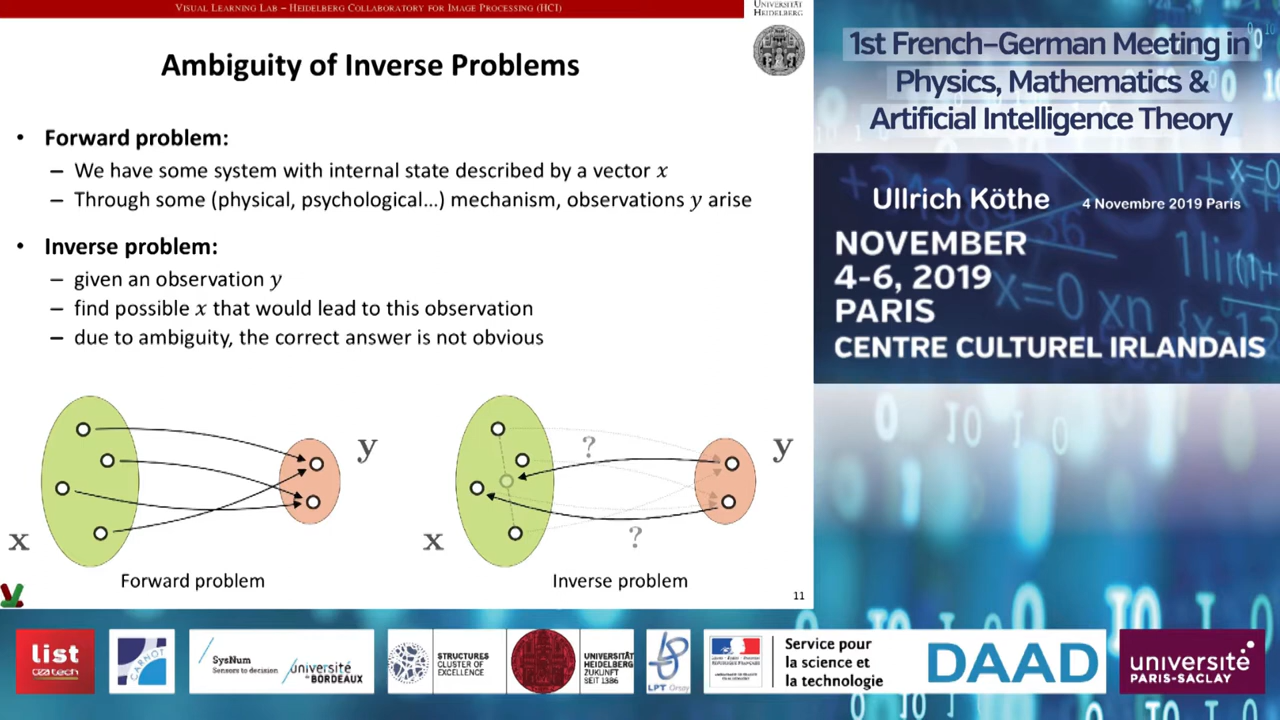 VISUAL LEARNING LAB – HEIDELBERG COLLABORATORY FOR IMAGE PROCESSING (HCI)
UNIVERSITÄT
HEIDELBERG
Ambiguity of Inverse Problems
• Forward problem:
– We have some system with internal state described by a vector x
– Through some (physical, psychological...) mechanism, observations y arise
• Inverse problem:
– given an observation y
– find possible x that would lead to this observation
– due to ambiguity, the correct answer is not obvious
y
x
Forward problem
?
y
x
?
Inverse problem
11
1st French–German Meeting in
Physics, Mathematics &
Artificial Intelligence Theory
Ullrich Köthe
4 Novembre 2019 Paris
NOVEMBER
4-6, 2019
PARIS
CENTRE CULTUREL IRLANDAIS
list
ceatech
CARNOT
SysNum
Sensors to decision
université
de BORDEAUX
STRUCTURES
CLUSTER OF
EXCELLENCE
UNIVERSITÄT
HEIDELBERG
ZUKUNFT
SEIT 1386
LPT Orsay
Service pour
la science et
la technologie
DAAD
université
PARIS-SACLAY